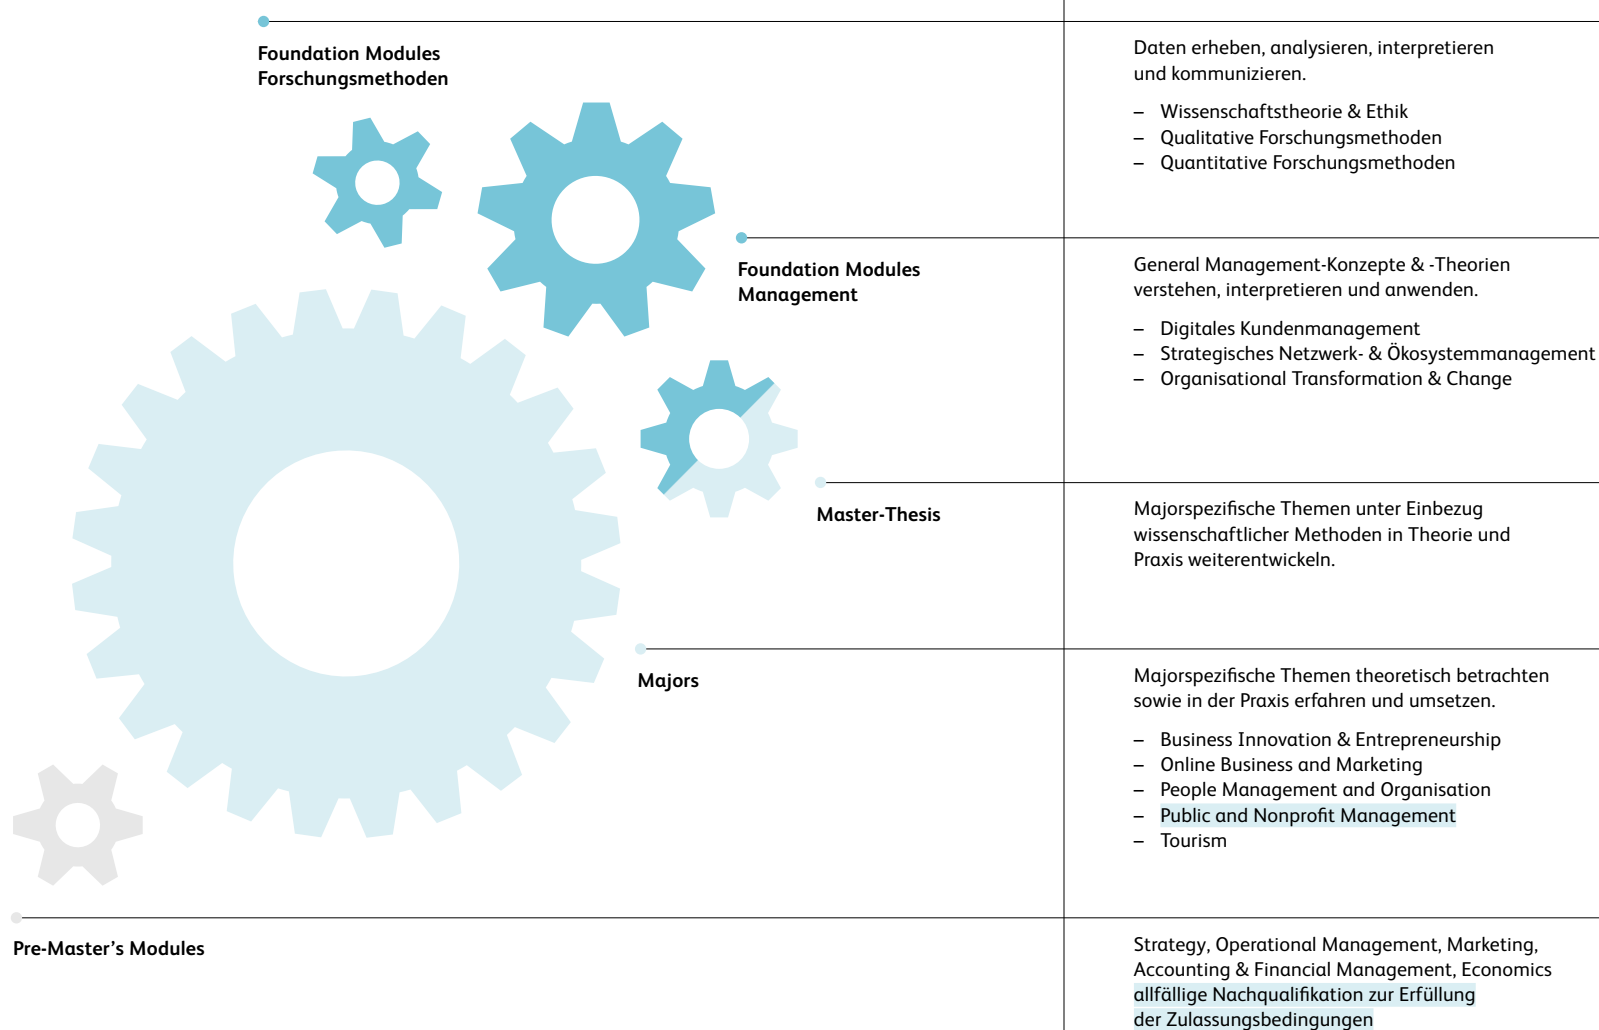 Foundation Modules
Forschungsmethoden
Daten erheben, analysieren, interpretieren
und kommunizieren.
– Wissenschaftstheorie & Ethik
– Qualitative Forschungsmethoden
– Quantitative Forschungsmethoden
Foundation Modules
Management
General Management-Konzepte & -Theorien
verstehen, interpretieren und anwenden.
– Digitales Kundenmanagement
– Strategisches Netzwerk- & Ökosystemmanagement
– Organisational Transformation & Change
Master-Thesis
Majorspezifische Themen unter Einbezug
wissenschaftlicher Methoden in Theorie und
Praxis weiterentwickeln.
Majors
Majorspezifische Themen theoretisch betrachten
sowie in der Praxis erfahren und umsetzen.
– Business Innovation & Entrepreneurship
– Online Business and Marketing
– People Management and Organisation
– Public and Nonprofit Management
– Tourism
Pre-Master’s Modules
Strategy, Operational Management, Marketing,
Accounting & Financial Management, Economics
allfällige Nachqualifikation zur Erfüllung
der Zulassungsbedingungen